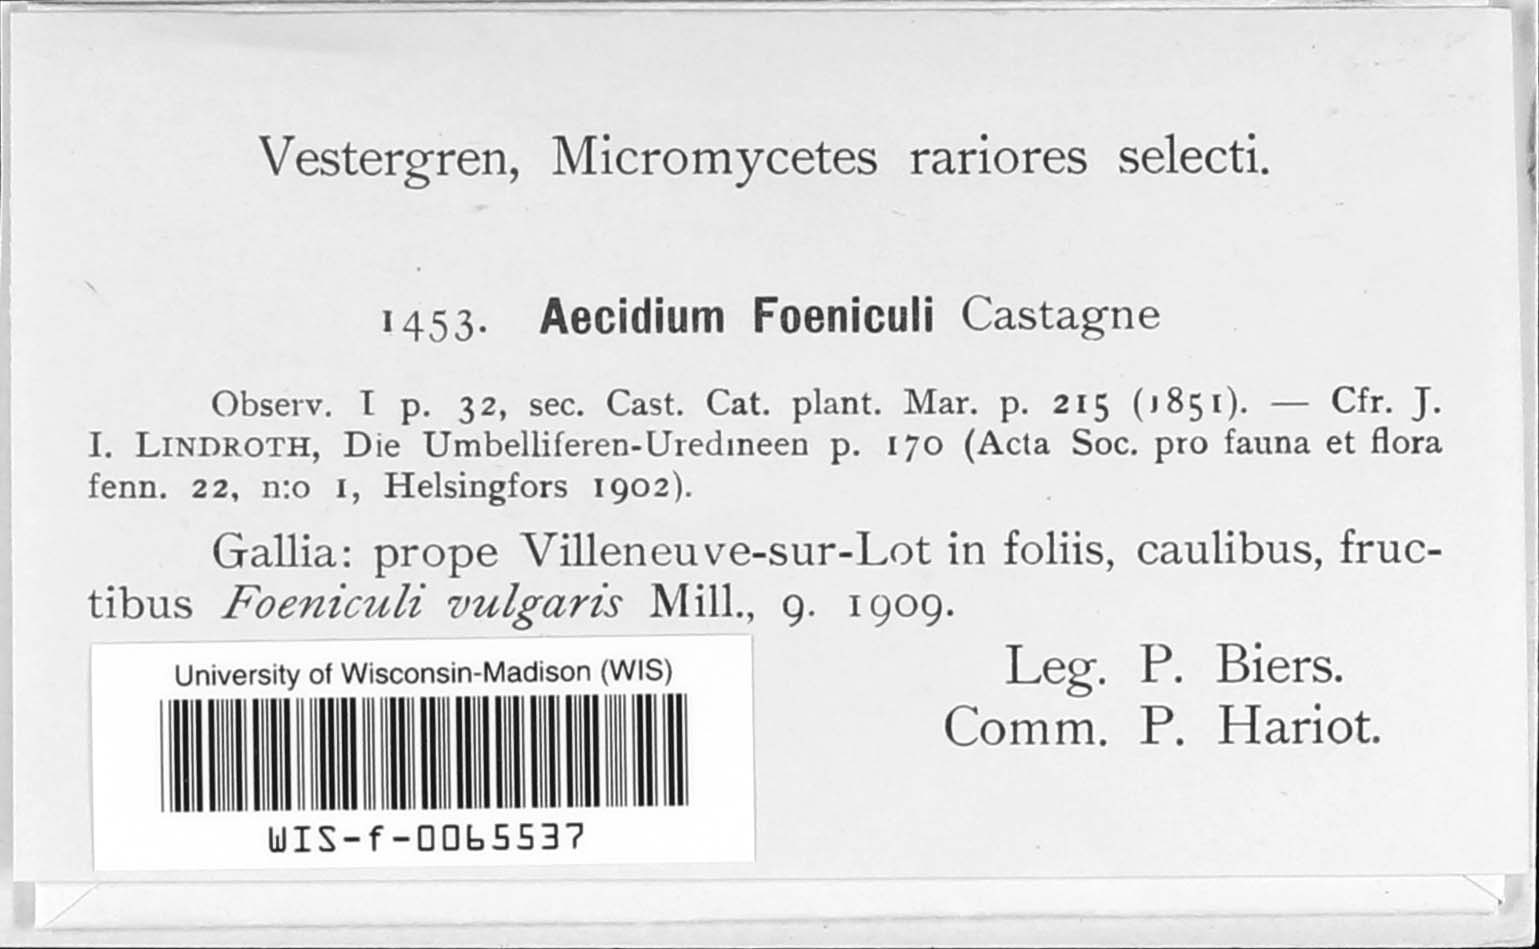 Vestergren, Micromycetes rariores selecti.
1453. Aecidium Foeniculi Castagne
Observ. I p. 32, sec. Cast. Cat. plant. Mar. p. 215 (1851). — Cfr. J.
I. LINDROTH, Die Umbelliferen-Uredineen p. 170 (Acta Soc. pro fauna et flora
fenn. 22, n:o 1, Helsingfors 1902).
Gallia: prope Villeneuve-sur-Lot in foliis, caulibus, fruc-
tibus Foeniculi vulgaris Mill., 9. 1909.
Leg. P. Biers.
Comm. P. Hariot.
University of Wisconsin-Madison (WIS)
WIS-f-0065537